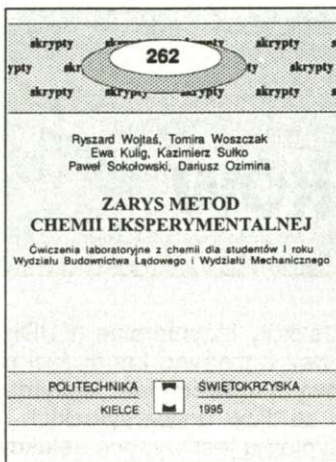 skrypty skrypty skrypty
262
skrypty
skrypty skrypty skrypty skrypty
Ryszard Wojtaś, Tomira Woszczak
Ewa Kulig, Kazimierz Sułko
Paweł Sokołowski, Dariusz Ozimina
ZARYS METOD
CHEMII EKSPERYMENTALNEJ
Ćwiczenia laboratoryjne z chemii dla studentów I roku
Wydziału Budownictwa Lądowego i Wydziału Mechanicznego
POLITECHNIKA ŚWIĘTOKRZYSKA
KIELCE 1995